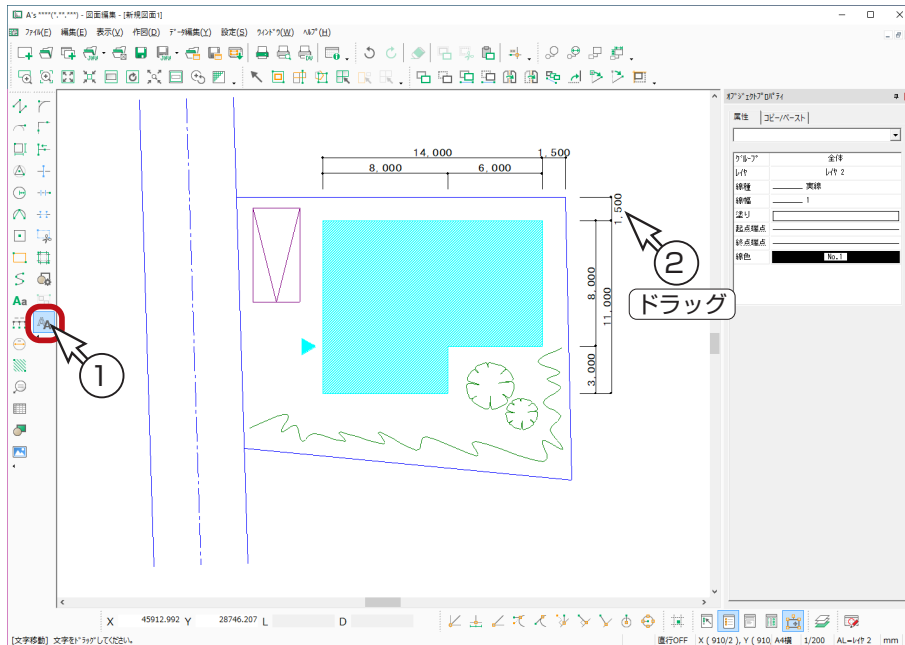 A's ****(*.**.***) - 図面編集 - [新規図面1]
ﾌｧｲﾙ(F) 編集(E) 表示(V) 作図(D) ﾃﾞｰﾀ編集(Y) 設定(S) ｳｨﾝﾄﾞｳ(W) ﾍﾙﾌﾟ(H)
ｵﾌﾞｼﾞｪｸﾄﾌﾟﾛﾊﾟﾃｨ
属性 ｺﾋﾟｰ/ﾍﾟｰｽﾄ
ｸﾞﾙｰﾌﾟ 全体
ﾚｲﾔ ﾚｲﾔ 2
線種 実線
線幅 1
塗り
起点端点
終点端点
線色 No.1
14,000 1,500
8,000 6,000
1,500
8,000
11,000
3,000
Aa
①
②
ドラッグ
X 45912.992 Y 28746.207 L D
[文字移動] 文字をﾄﾞﾗｯｸﾞしてください。
直行OFF X ( 910/2 ), Y ( 910 A4横 1/200 AL=ﾚｲﾔ 2 mm